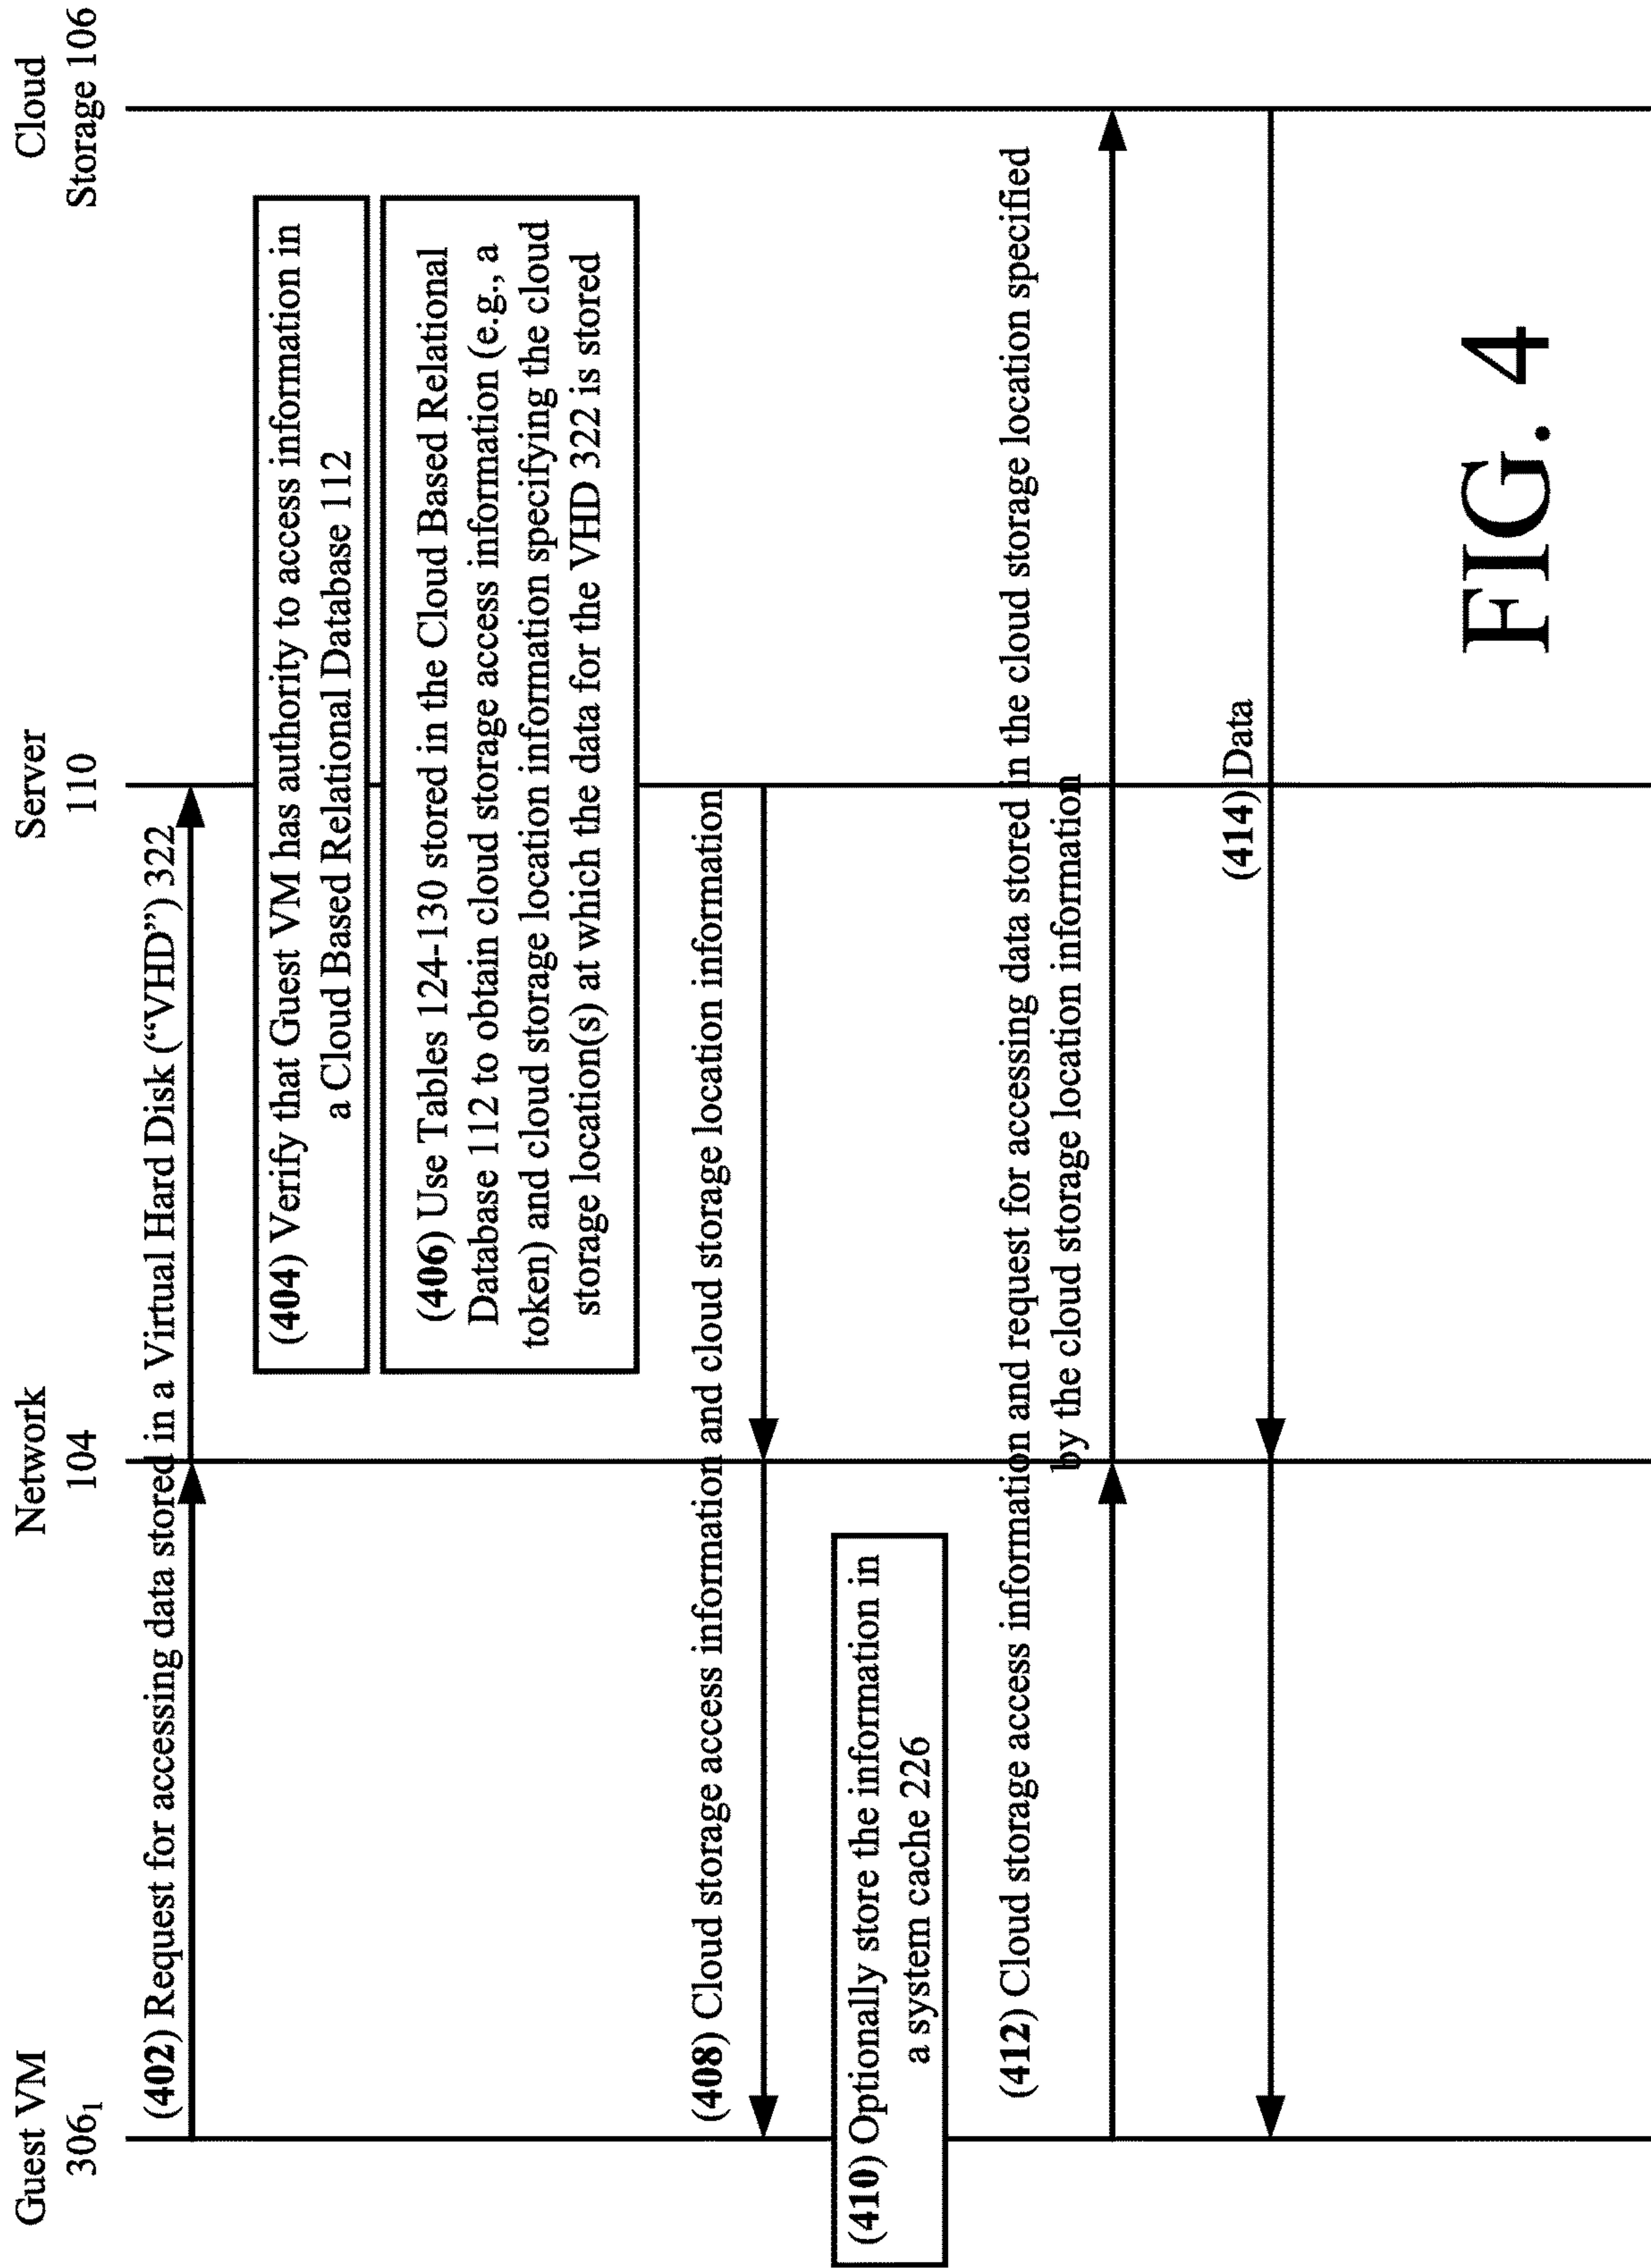 Guest VM
306₁
Network
104
Server
110
Cloud
Storage 106
(402) Request for accessing data stored in a Virtual Hard Disk (“VHD”) 322
(404) Verify that Guest VM has authority to access information in
a Cloud Based Relational Database 112
(406) Use Tables 124-130 stored in the Cloud Based Relational
Database 112 to obtain cloud storage access information (e.g., a
token) and cloud storage location information specifying the cloud
storage location(s) at which the data for the VHD 322 is stored
(408) Cloud storage access information and cloud storage location information
(410) Optionally store the information in
a system cache 226
(412) Cloud storage access information and request for accessing data stored in the cloud storage location specified
by the cloud storage location information
(414) Data
FIG. 4